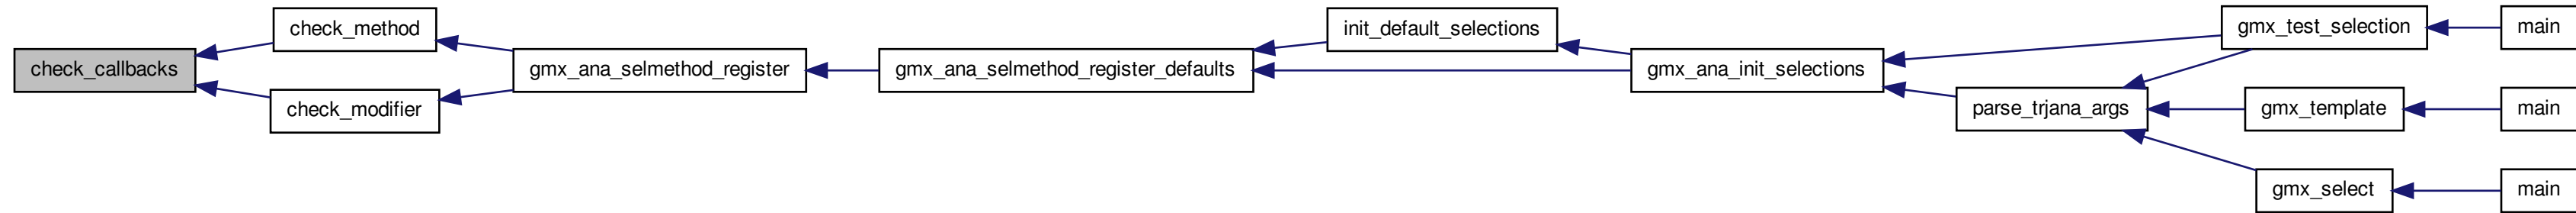 check_callbacks
check_method
check_modifier
gmx_ana_selmethod_register
gmx_ana_selmethod_register_defaults
init_default_selections
gmx_ana_init_selections
gmx_test_selection
parse_trjana_args
gmx_template
gmx_select
main
main
main